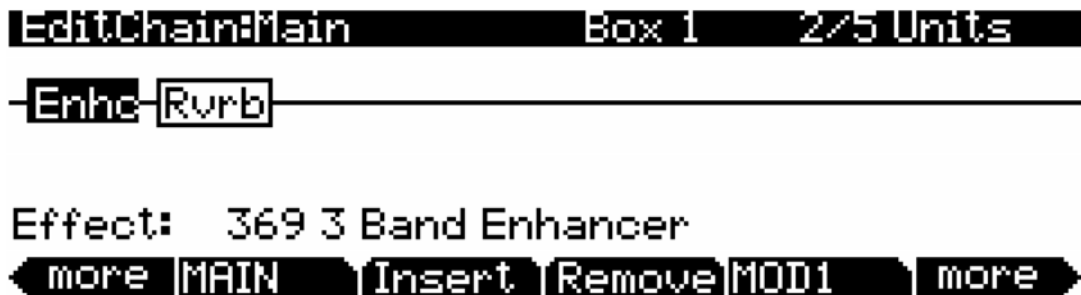 EditChain:Main Box 1 2/5 Units
Enhc Rvrb
Effect: 369 3 Band Enhancer
more MAIN Insert Remove MOD1 more